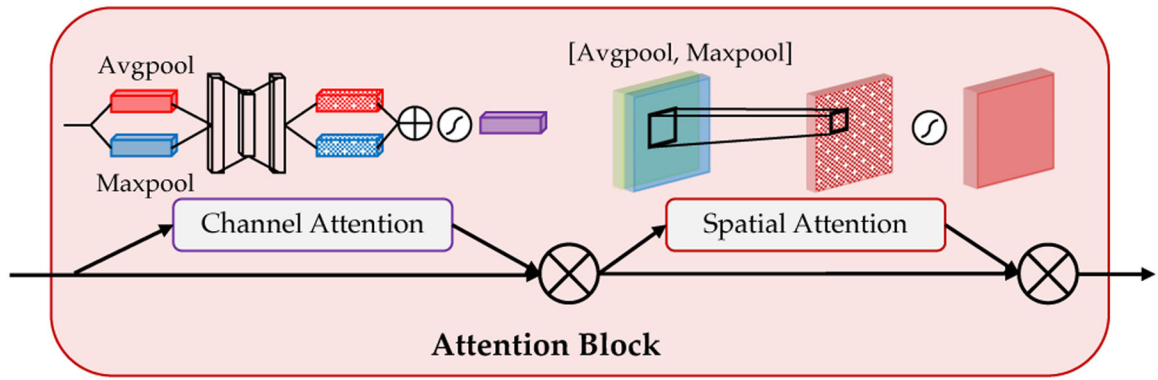 Avgpool
[Avgpool, Maxpool]
Maxpool
Channel Attention
Spatial Attention
Attention Block